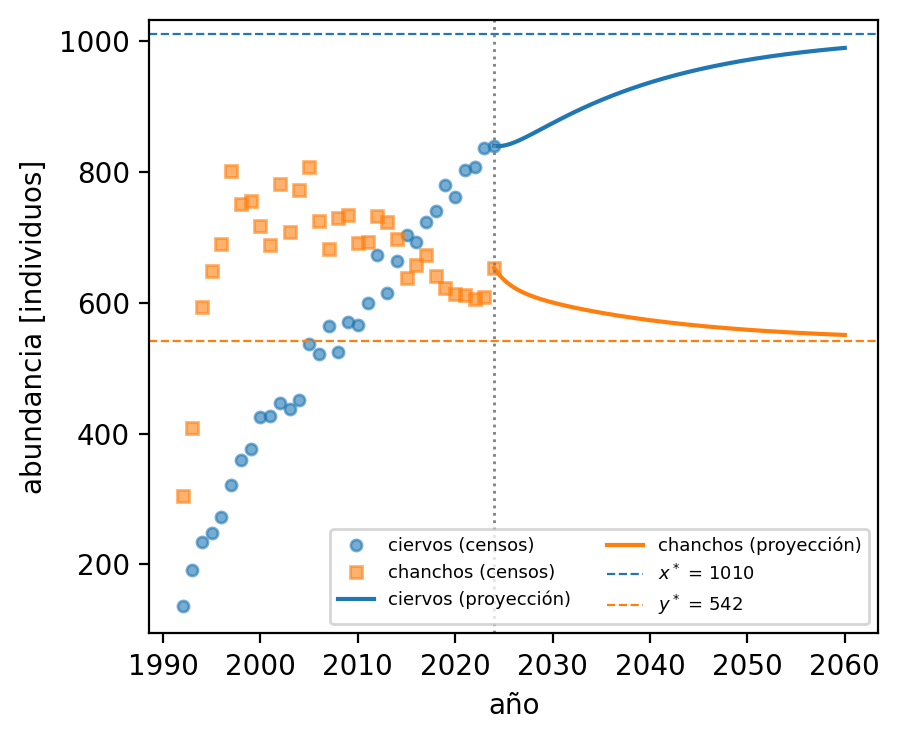 1000
800
600
400
200
abundancia [individuos]
ciervos (censos)
chanchos (censos)
ciervos (proyección)
chanchos (proyección)
x* = 1010
y* = 542
1990 2000 2010 2020 2030 2040 2050 2060
año